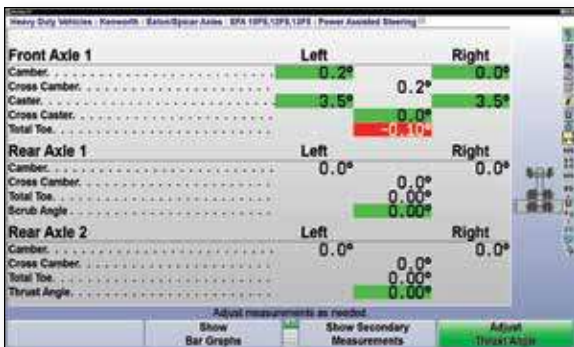 Heavy Duty Vehicles : Kenworth : Eaton/Spicer Axles : EFA 10F5,12F5,13F5 : Power Assisted Steering
Front Axle 1 Left Right
Camber. 0.2° 0.0°
Cross Camber. 0.2°
Caster. 3.5° 3.5°
Cross Caster. 0.0°
Total Toe. -0.10°
Rear Axle 1 Left Right
Camber. 0.0° 0.0°
Cross Camber. 0.0°
Total Toe. 0.00°
Scrub Angle. 0.00°
Rear Axle 2 Left Right
Camber. 0.0° 0.0°
Cross Camber. 0.0°
Total Toe. 0.00°
Thrust Angle. 0.00°
Adjust measurements as needed.
Show Bar Graphs
Show Secondary Measurements
Adjust Thrust Angle